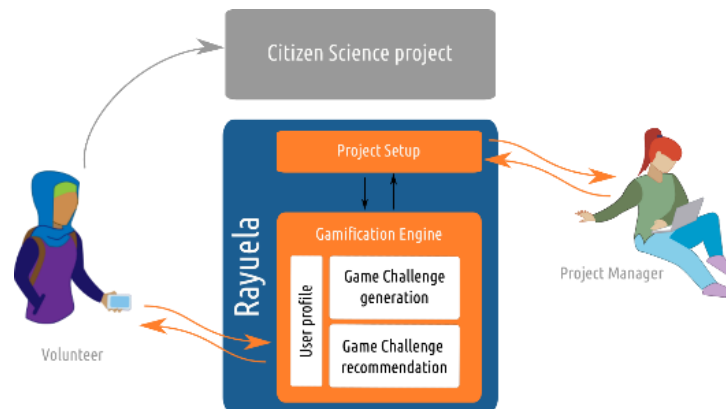 Citizen Science project
Project Setup
Rayuela
Gamification Engine
User profile
Game Challenge
generation
Game Challenge
recommendation
Volunteer
Project Manager